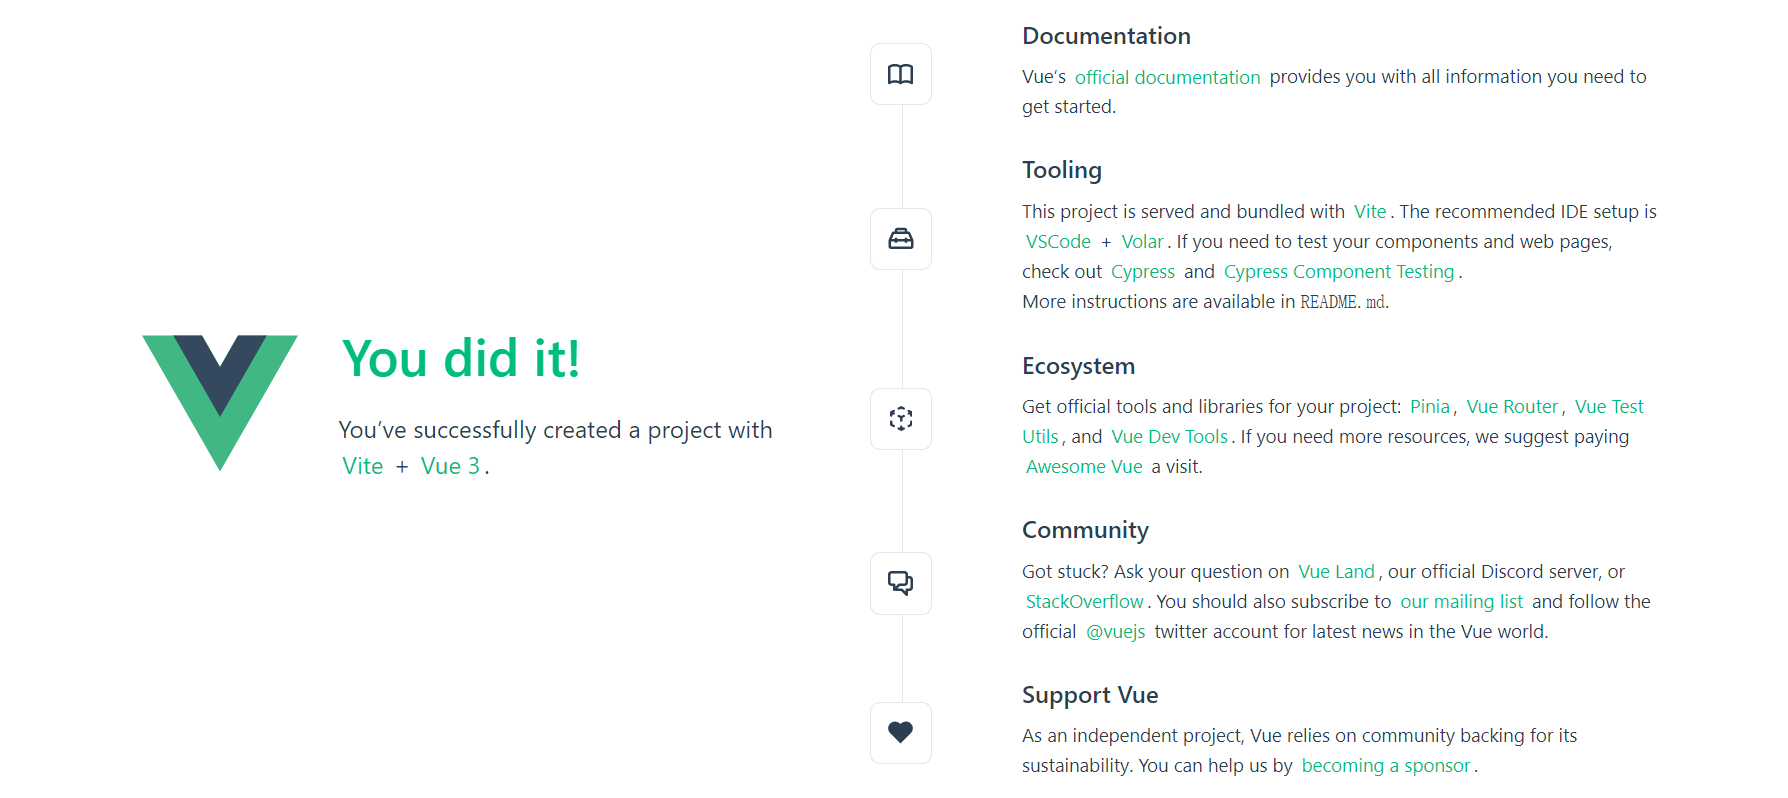 You did it!
You’ve successfully created a project with
Vite + Vue 3.
Documentation
Vue’s official documentation provides you with all information you need to
get started.
Tooling
This project is served and bundled with Vite. The recommended IDE setup is
VSCode + Volar. If you need to test your components and web pages,
check out Cypress and Cypress Component Testing.
More instructions are available in README.md.
Ecosystem
Get official tools and libraries for your project: Pinia, Vue Router, Vue Test
Utils, and Vue Dev Tools. If you need more resources, we suggest paying
Awesome Vue a visit.
Community
Got stuck? Ask your question on Vue Land, our official Discord server, or
StackOverflow. You should also subscribe to our mailing list and follow the
official @vuejs twitter account for latest news in the Vue world.
Support Vue
As an independent project, Vue relies on community backing for its
sustainability. You can help us by becoming a sponsor.